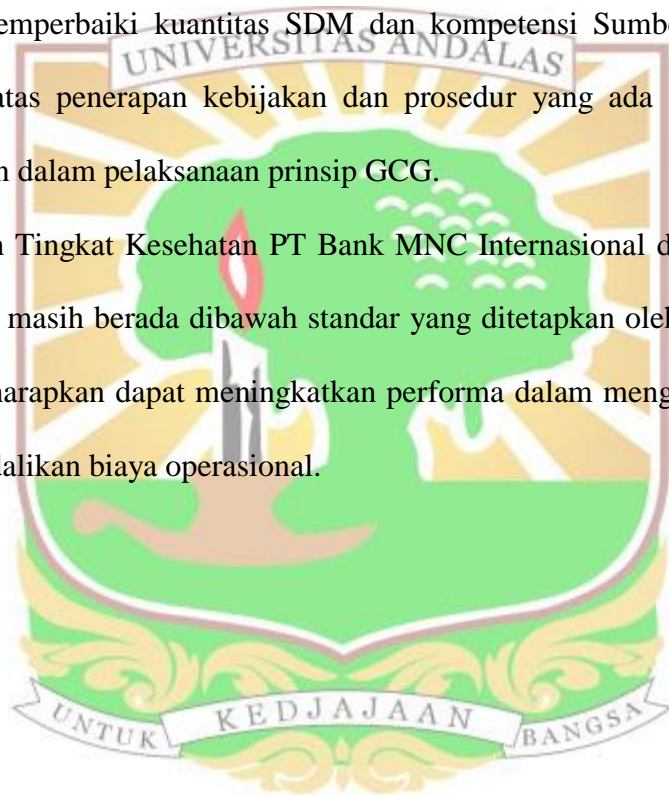 emperbaiki kuantitas SDM dan kompetensi Sumb
UNIVERSITAS ANDALAS
atas penerapan kebijakan dan prosedur yang ada
dalam pelaksanaan prinsip GCG.
Tingkat Kesehatan PT Bank MNC Internasional d
masih berada dibawah standar yang ditetapkan oleh
harapkan dapat meningkatkan performa dalam meng
dalikan biaya operasional.
UNTUK KEDJAJAAN BANGSA